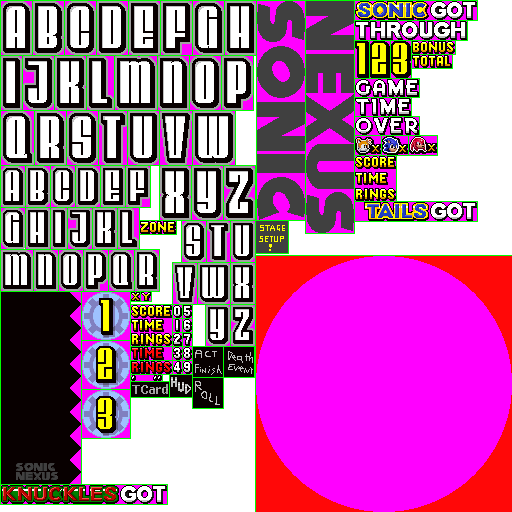 ABCDEFGH
IJKLMNOP
QRSTUVW
XYZ
ABCDEF
GHIJKL
MNOPQR
STU
VWX
YZ
ZONE
SONIC
NEXUS
SONIC GOT
THROUGH
123
BONUS
TOTAL
GAME
TIME
OVER
X X X
SCORE
TIME
RINGS
TAILS GOT
STAGE
SETUP
!
1
2
3
XY
SCORE 05
TIME 16
RINGS 27
TIME 38
RINGS 49
ACT
Finish
Death
Event
"TCard"
HUD
ROLL
SONIC
NEXUS
KNUCKLES GOT